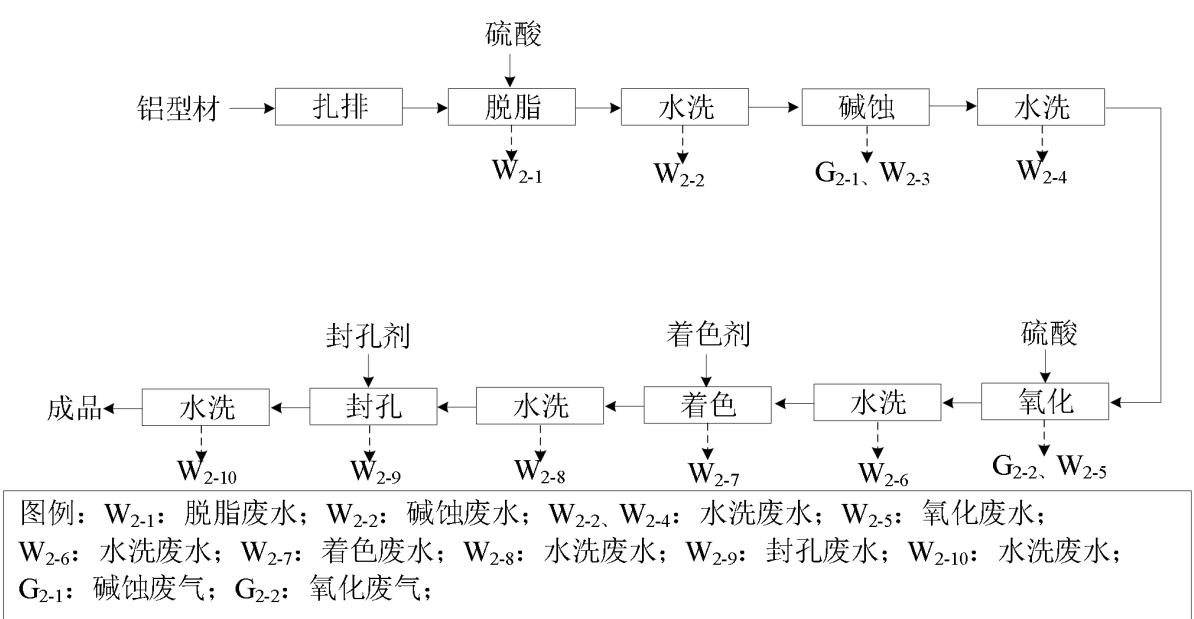 硫酸
铝型材 扎排 脱脂 水洗 碱蚀 水洗
W2-1 W2-2 G2-1、W2-3 W2-4
封孔剂 着色剂 硫酸
成品 水洗 封孔 水洗 着色 水洗 氧化
W2-10 W2-9 W2-8 W2-7 W2-6 G2-2、W2-5
图例：W2-1：脱脂废水；W2-2：碱蚀废水；W2-2、W2-4：水洗废水；W2-5：氧化废水；
W2-6：水洗废水；W2-7：着色废水；W2-8：水洗废水；W2-9：封孔废水；W2-10：水洗废水；
G2-1：碱蚀废气；G2-2：氧化废气；